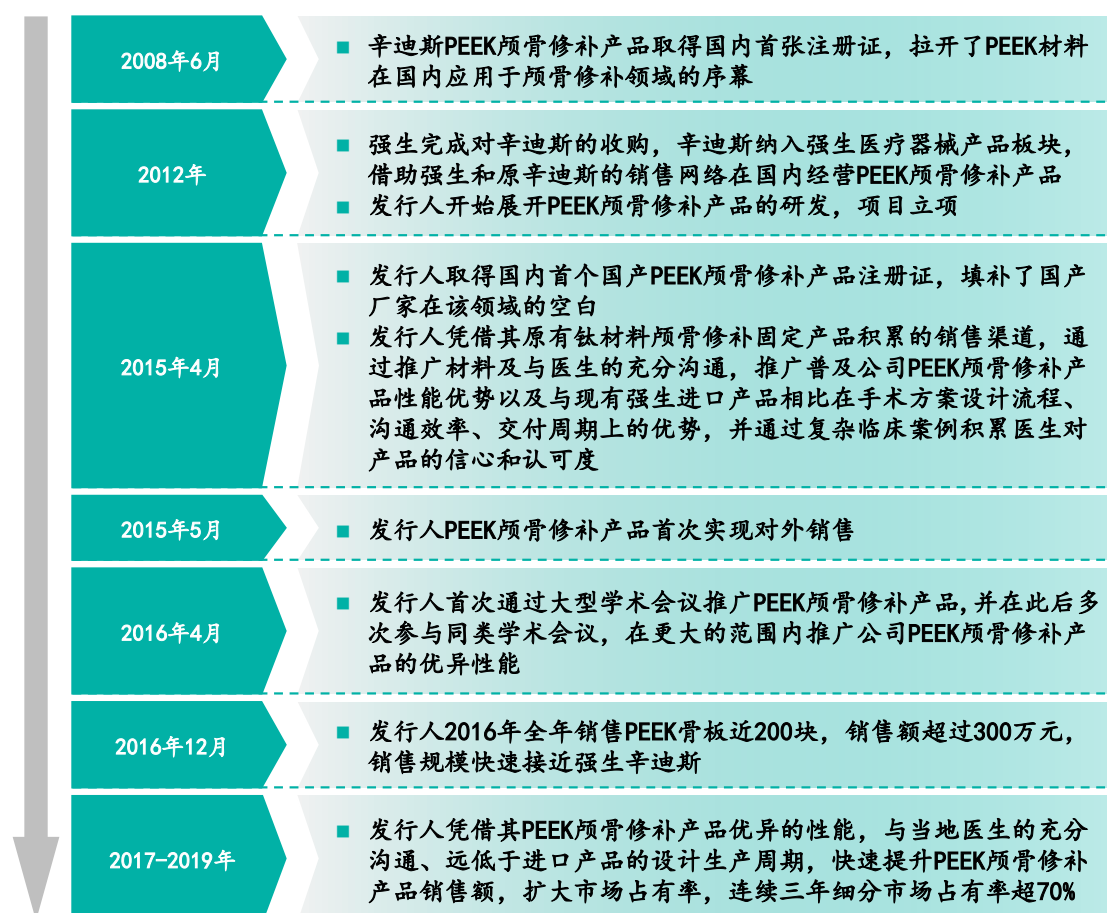 2008年6月
■ 辛迪斯PEEK颅骨修补产品取得国内首张注册证，拉开了PEEK材料
在国内应用于颅骨修补领域的序幕
2012年
■ 强生完成对辛迪斯的收购，辛迪斯纳入强生医疗器械产品板块，
借助强生和原辛迪斯的销售网络在国内经营PEEK颅骨修补产品
■ 发行人开始展开PEEK颅骨修补产品的研发，项目立项
2015年4月
■ 发行人取得国内首个国产PEEK颅骨修补产品注册证，填补了国产
厂家在该领域的空白
■ 发行人凭借其原有钛材料颅骨修补固定产品积累的销售渠道，通
过推广材料及与医生的充分沟通，推广普及公司PEEK颅骨修补产
品性能优势以及与现有强生进口产品相比在手术方案设计流程、
沟通效率、交付周期上的优势，并通过复杂临床案例积累医生对
产品的信心和认可度
2015年5月
■ 发行人PEEK颅骨修补产品首次实现对外销售
2016年4月
■ 发行人首次通过大型学术会议推广PEEK颅骨修补产品,并在此后多
次参与同类学术会议，在更大的范围内推广公司PEEK颅骨修补产
品的优异性能
2016年12月
■ 发行人2016年全年销售PEEK骨板近200块，销售额超过300万元，
销售规模快速接近强生辛迪斯
2017-2019年
■ 发行人凭借其PEEK颅骨修补产品优异的性能，与当地医生的充分
沟通、远低于进口产品的设计生产周期，快速提升PEEK颅骨修补
产品销售额，扩大市场占有率，连续三年细分市场占有率超70%